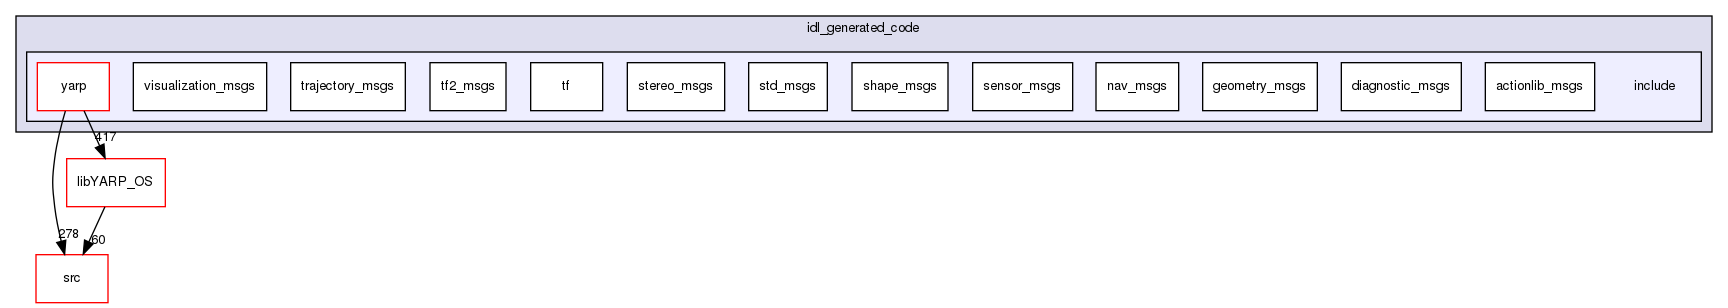 idl_generated_code
yarp
visualization_msgs
trajectory_msgs
tf2_msgs
tf
stereo_msgs
std_msgs
shape_msgs
sensor_msgs
nav_msgs
geometry_msgs
diagnostic_msgs
actionlib_msgs
include
417
libYARP_OS
278
60
src